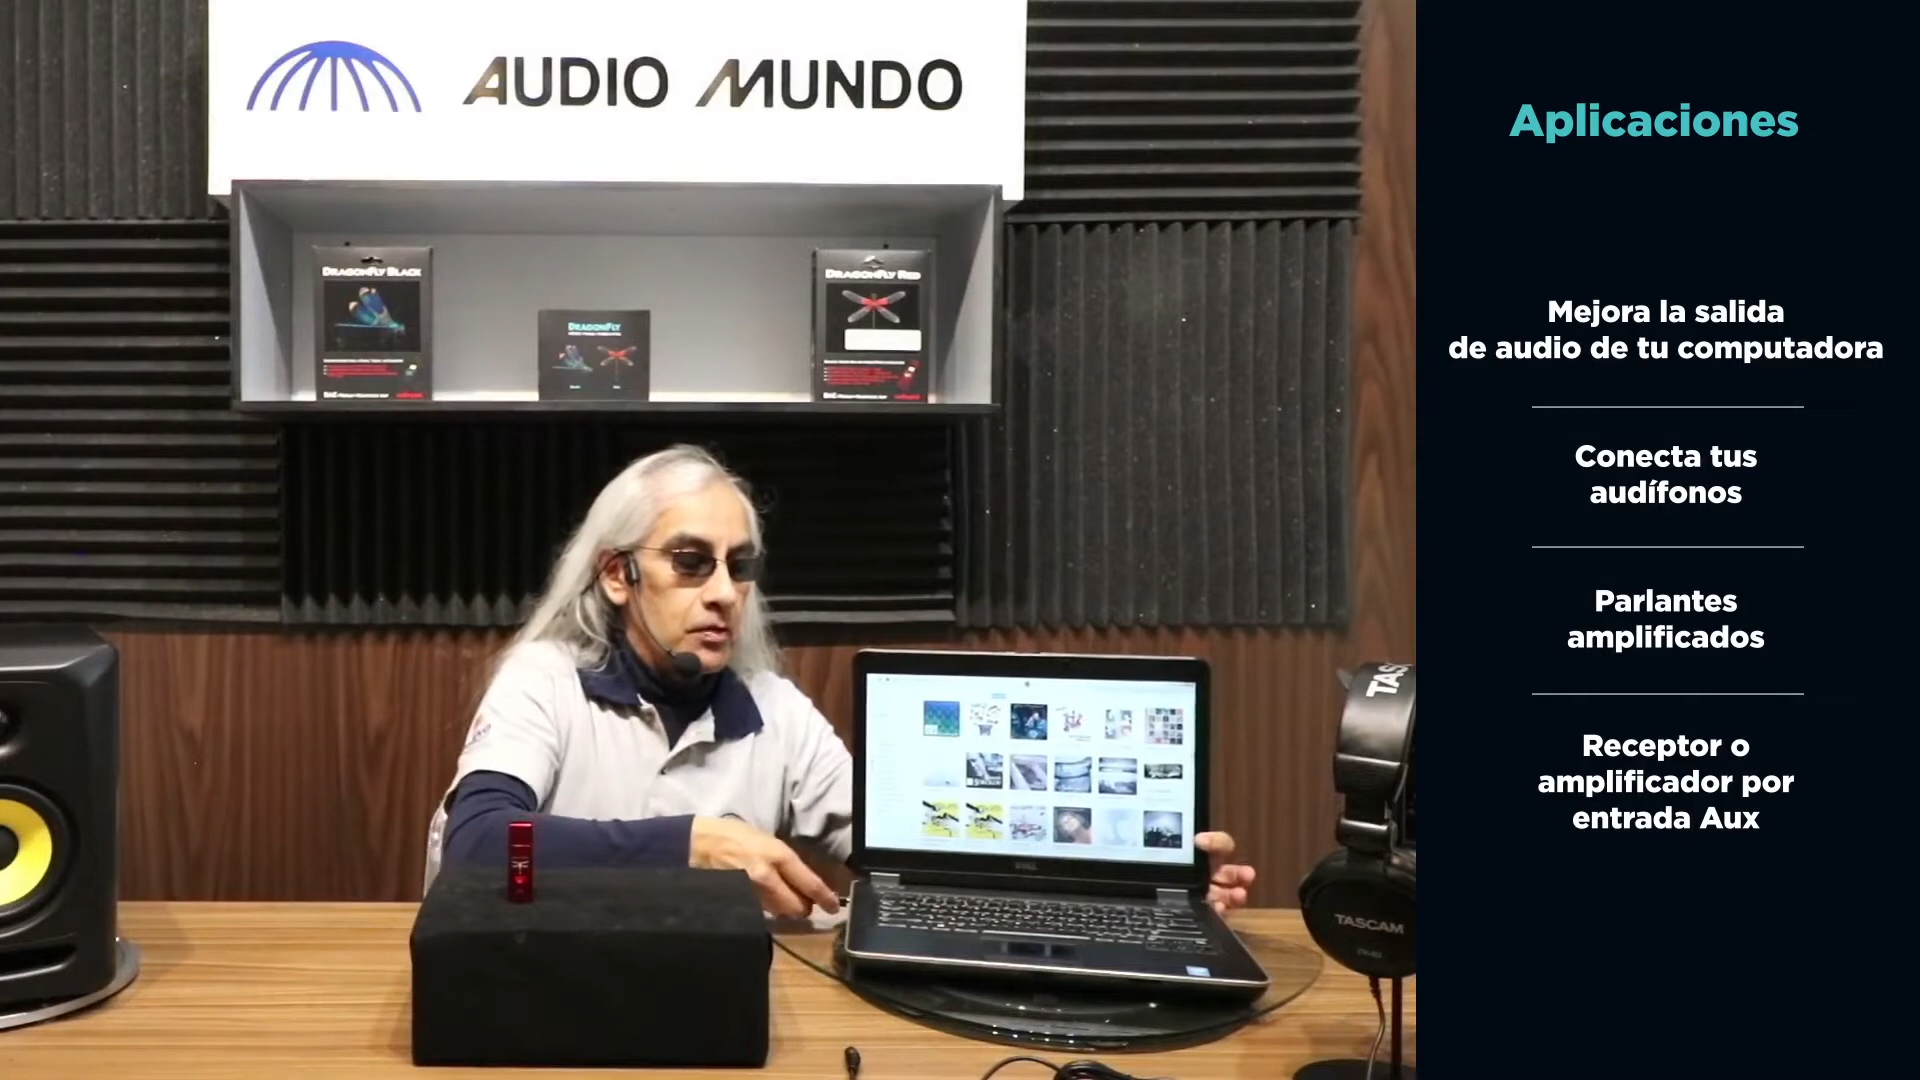 AUDIO MUNDO
DRAGONFLY BLACK
DRAGONFLY
DRAGONFLY RED
Aplicaciones
Mejora la salida
de audio de tu computadora
Conecta tus
audífonos
Parlantes
amplificados
Receptor o
amplificador por
entrada Aux
DELL
TAS
TASCAM